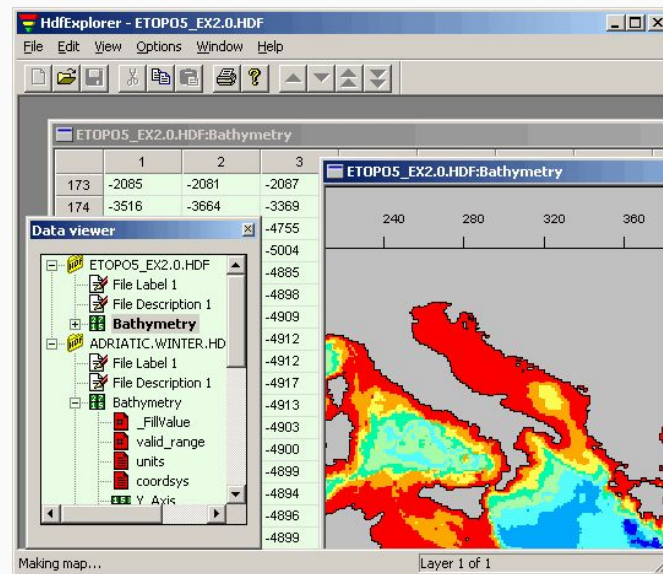 HdfExplorer - ETOPO5_EX2.0.HDF
File Edit View Options Window Help
ETOPO5_EX2.0.HDF:Bathymetry
1 2 3
173 -2085 -2081 -2087
174 -3516 -3664 -3369
-4755
-5004
-4885
-4898
-4909
-4912
-4912
-4917
-4913
-4903
-4900
-4899
-4894
-4896
-4899
Data viewer
ETOPO5_EX2.0.HDF
File Label 1
File Description 1
Bathymetry
ADRIATIC.WINTER.HD
File Label 1
File Description 1
Bathymetry
_FillValue
valid_range
units
coordsys
Y_Axis
ETOPO5_EX2.0.HDF:Bathymetry
240 280 320 360
Making map... Layer 1 of 1